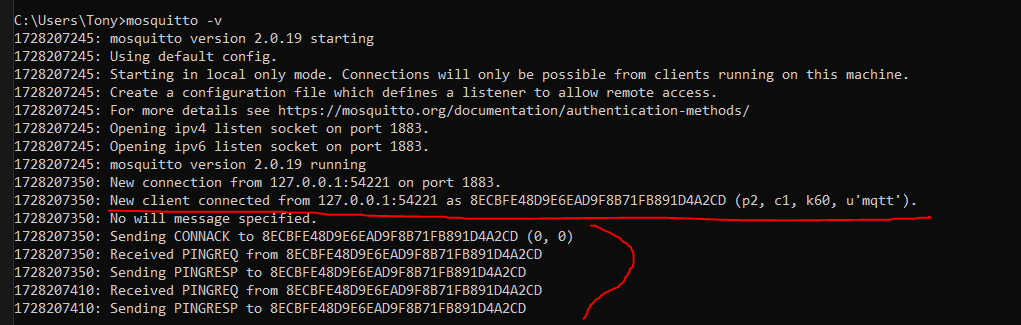 C:\Users\Tony>mosquitto -v
1728207245: mosquitto version 2.0.19 starting
1728207245: Using default config.
1728207245: Starting in local only mode. Connections will only be possible from clients running on this machine.
1728207245: Create a configuration file which defines a listener to allow remote access.
1728207245: For more details see https://mosquitto.org/documentation/authentication-methods/
1728207245: Opening ipv4 listen socket on port 1883.
1728207245: Opening ipv6 listen socket on port 1883.
1728207245: mosquitto version 2.0.19 running
1728207350: New connection from 127.0.0.1:54221 on port 1883.
1728207350: New client connected from 127.0.0.1:54221 as 8ECBFE48D9E6EAD9F8B71FB891D4A2CD (p2, c1, k60, u'mqtt').
1728207350: No will message specified.
1728207350: Sending CONNACK to 8ECBFE48D9E6EAD9F8B71FB891D4A2CD (0, 0)
1728207350: Received PINGREQ from 8ECBFE48D9E6EAD9F8B71FB891D4A2CD
1728207350: Sending PINGRESP to 8ECBFE48D9E6EAD9F8B71FB891D4A2CD
1728207410: Received PINGREQ from 8ECBFE48D9E6EAD9F8B71FB891D4A2CD
1728207410: Sending PINGRESP to 8ECBFE48D9E6EAD9F8B71FB891D4A2CD